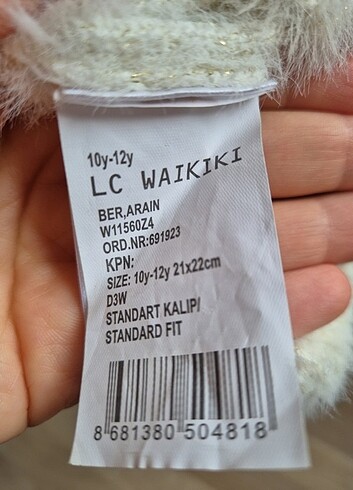 10y-12y
LC WAIKIKI
BER,ARAIN
W11560Z4
ORD.NR:691923
KPN:
SIZE: 10y-12y 21x22cm
D3W
STANDART KALIP/
STANDARD FIT
8 681380 504818